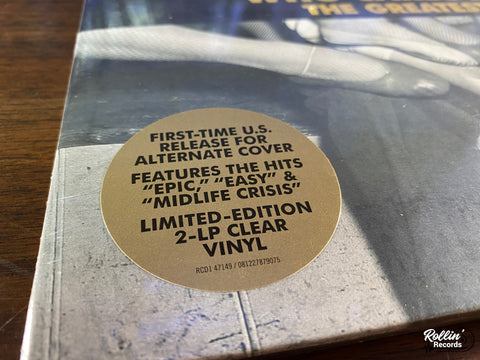 THE GREATEST
FIRST-TIME U.S.
RELEASE FOR
ALTERNATE COVER
FEATURES THE HITS
“EPIC,” “EASY” &
“MIDLIFE CRISIS”
LIMITED-EDITION
2-LP CLEAR
VINYL
RCD1 47149 / 081227879075
Rollin'
Records